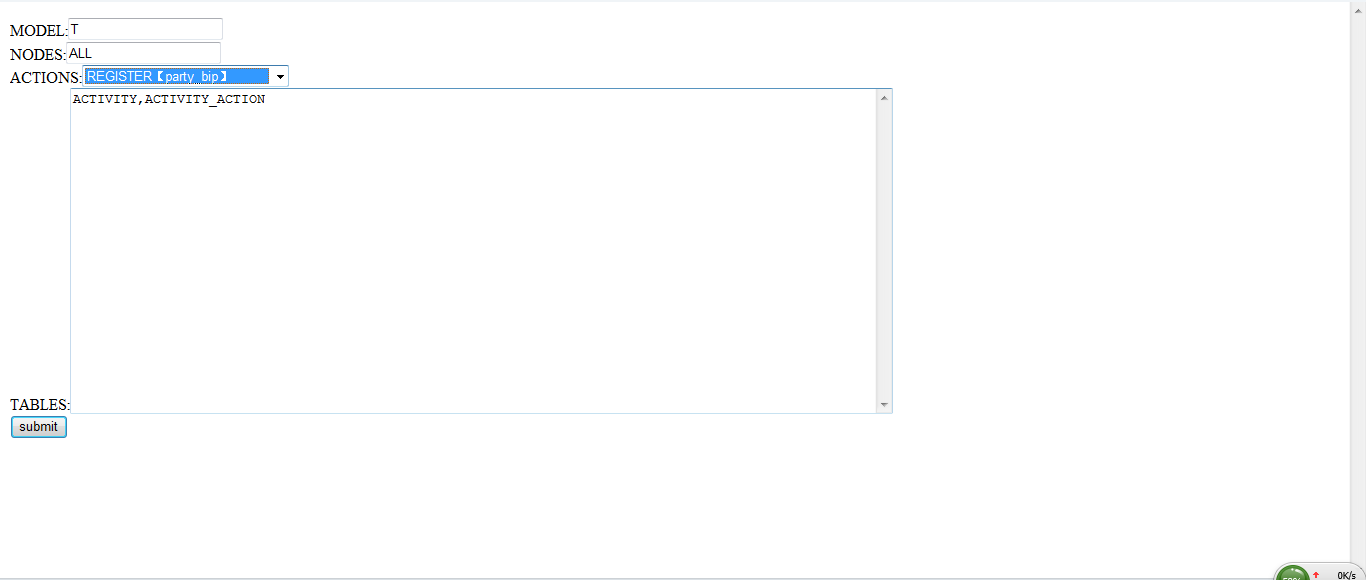 MODEL:T
NODES:ALL
ACTIONS:REGISTER【party_bip】
ACTIVITY,ACTIVITY_ACTION
TABLES:
submit
0K/s